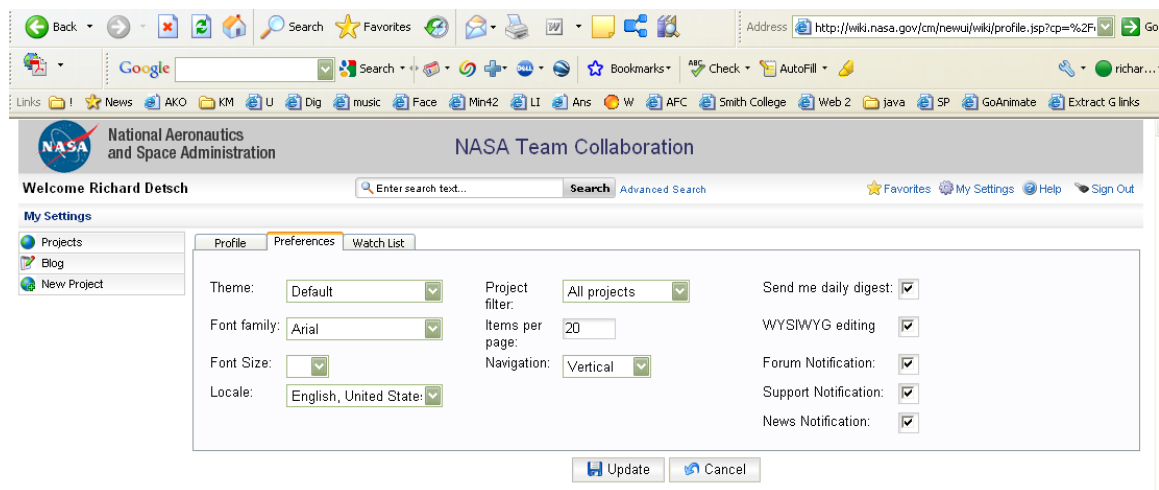 Back Search Favorites W Address http://wiki.nasa.gov/cm/newui/wiki/profile.jsp?cp=%2F Go
Google Search Bookmarks ABC Check AutoFill richar...
Links ! News AKO KM U Dig music Face Min42 LI Ans W AFC Smith College Web 2 java SP GoAnimate Extract G links
NASA National Aeronautics
and Space Administration
NASA Team Collaboration
Welcome Richard Detsch Enter search text... Search Advanced Search Favorites My Settings Help Sign Out
My Settings
Projects Profile Preferences Watch List
Blog
New Project
Theme: Default Project filter: All projects Send me daily digest:
Font family: Arial Items per page: 20 WYSIWYG editing
Font Size: Navigation: Vertical Forum Notification:
Locale: English, United State Support Notification:
News Notification:
Update Cancel